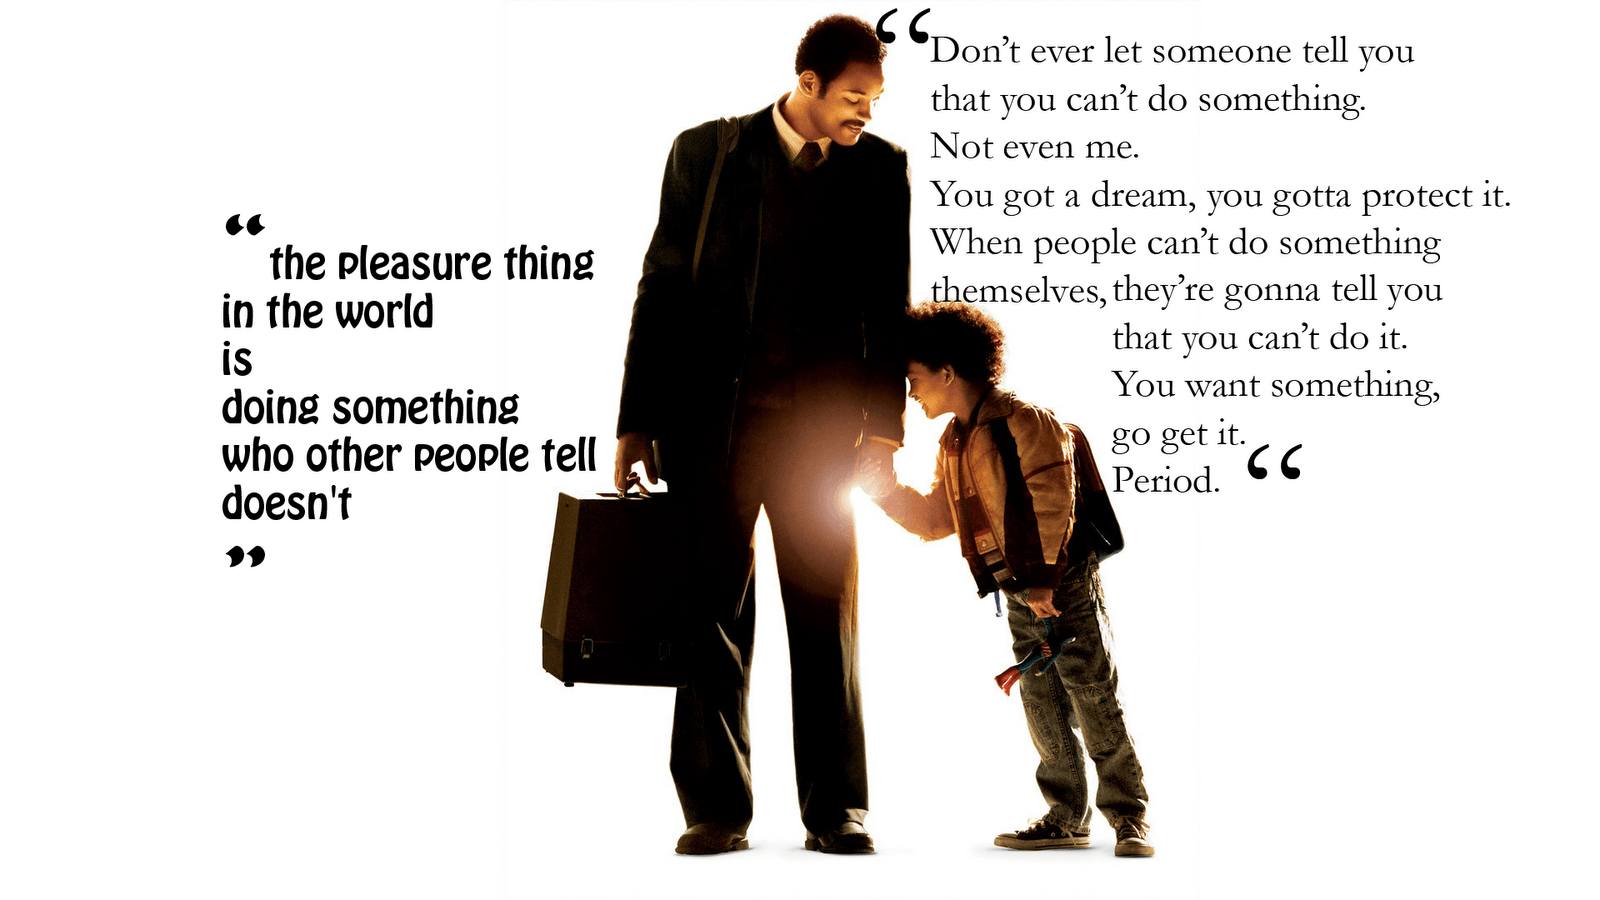 “the pleasure thing
in the world
is
doing something
who other people tell
doesn't
”
“Don’t ever let someone tell you
that you can’t do something.
Not even me.
You got a dream, you gotta protect it.
When people can’t do something
themselves, they’re gonna tell you
that you can’t do it.
You want something,
go get it.
Period. “